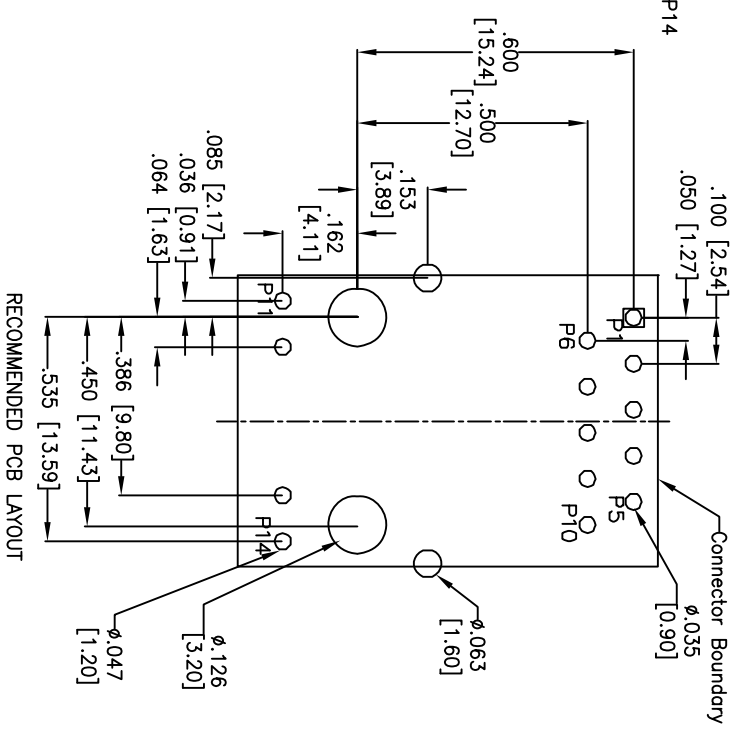 P14
.600
[15.24]
.500
[12.70]
.153
[3.89]
.162
[4.11]
.100 [2.54]
.050 [1.27]
.085 [2.17]
.036 [0.91]
.064 [1.63]
P1
P6
P5
P10
P11
P14
.386 [9.80]
.450 [11.43]
.535 [13.59]
Connector Boundary
ø.035
[0.90]
ø.063
[1.60]
ø.126
[3.20]
ø.047
[1.20]
RECOMMENDED PCB LAYOUT